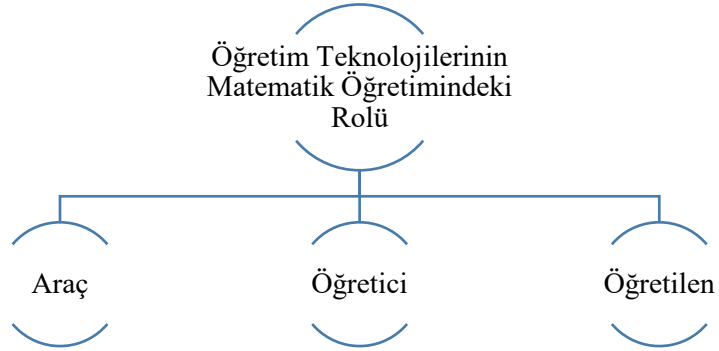 Öğretim Teknolojilerinin
Matematik Öğretimindeki
Rolü
Araç
Öğretici
Öğretilen